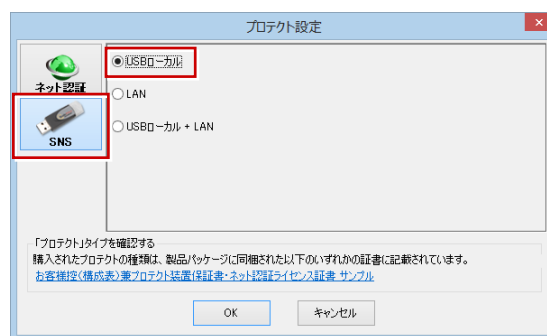 プロテクト設定
ネット認証
SNS
USBローカル
LAN
USBローカル + LAN
「プロテクト」タイプを確認する
購入されたプロテクトの種類は、製品パッケージに同梱された以下のいずれかの証書に記載されています。
お客様控(構成表)兼プロテクト装置保証書・ネット認証ライセンス証書 サンプル
OK
キャンセル